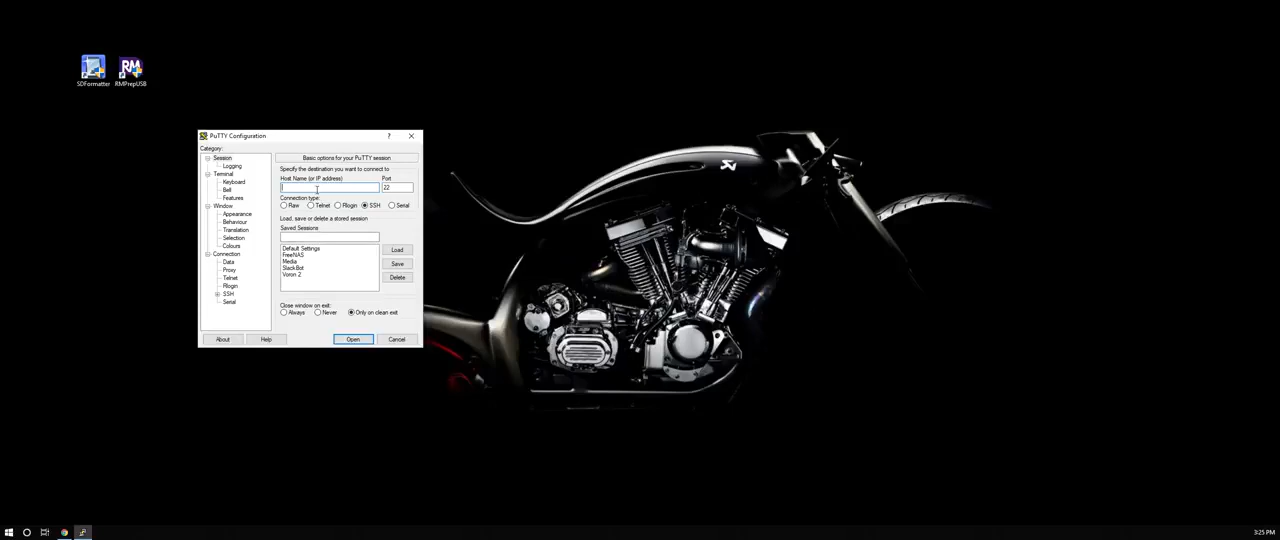 RM
SDFormatter
RMPrepUSB
PuTTY Configuration
?
Category:
Session
Logging
Terminal
Keyboard
Bell
Features
Window
Appearance
Behaviour
Translation
Selection
Colours
Connection
Data
Proxy
Telnet
Rlogin
SSH
Serial
Basic options for your PuTTY session
Specify the destination you want to connect to
Host Name (or IP address)
Port
22
Connection type:
Raw
Telnet
Rlogin
SSH
Serial
Load, save or delete a stored session
Saved Sessions
Default Settings
FreeNAS
Media
SlackBot
Voron 2
Load
Save
Delete
Close window on exit:
Always
Never
Only on clean exit
About
Help
Open
Cancel
3:25 PM